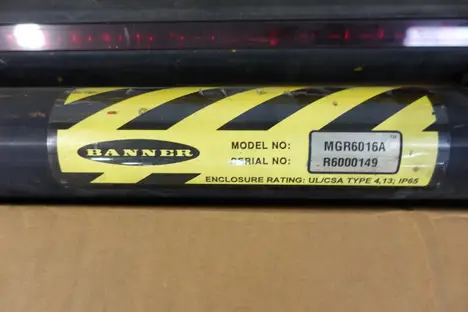 BANNER
MODEL NO: MGR6016A
SERIAL NO: R6000149
ENCLOSURE RATING: UL/CSA TYPE 4,13; IP65